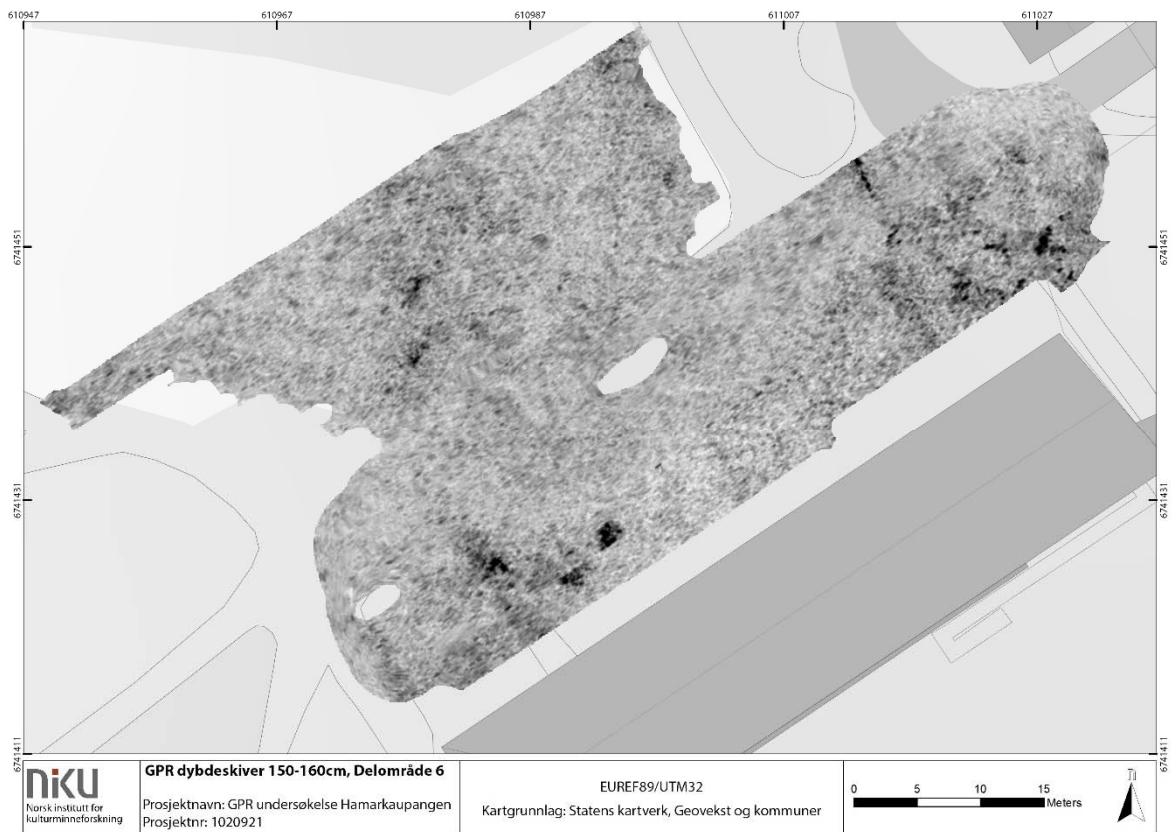 610947 610967 610987 611007 611027
6741451 6741451
6741431 6741431
6741411 6741411
niku
Norsk institutt for
kulturminneforskning
GPR dybdeskiver 150-160cm, Delområde 6
Prosjektnavn: GPR undersøkelse Hamarkaupangen
Prosjektnr: 1020921
EUREF89/UTM32
Kartgrunnlag: Statens kartverk, Geovekst og kommuner
0 5 10 15
Meters